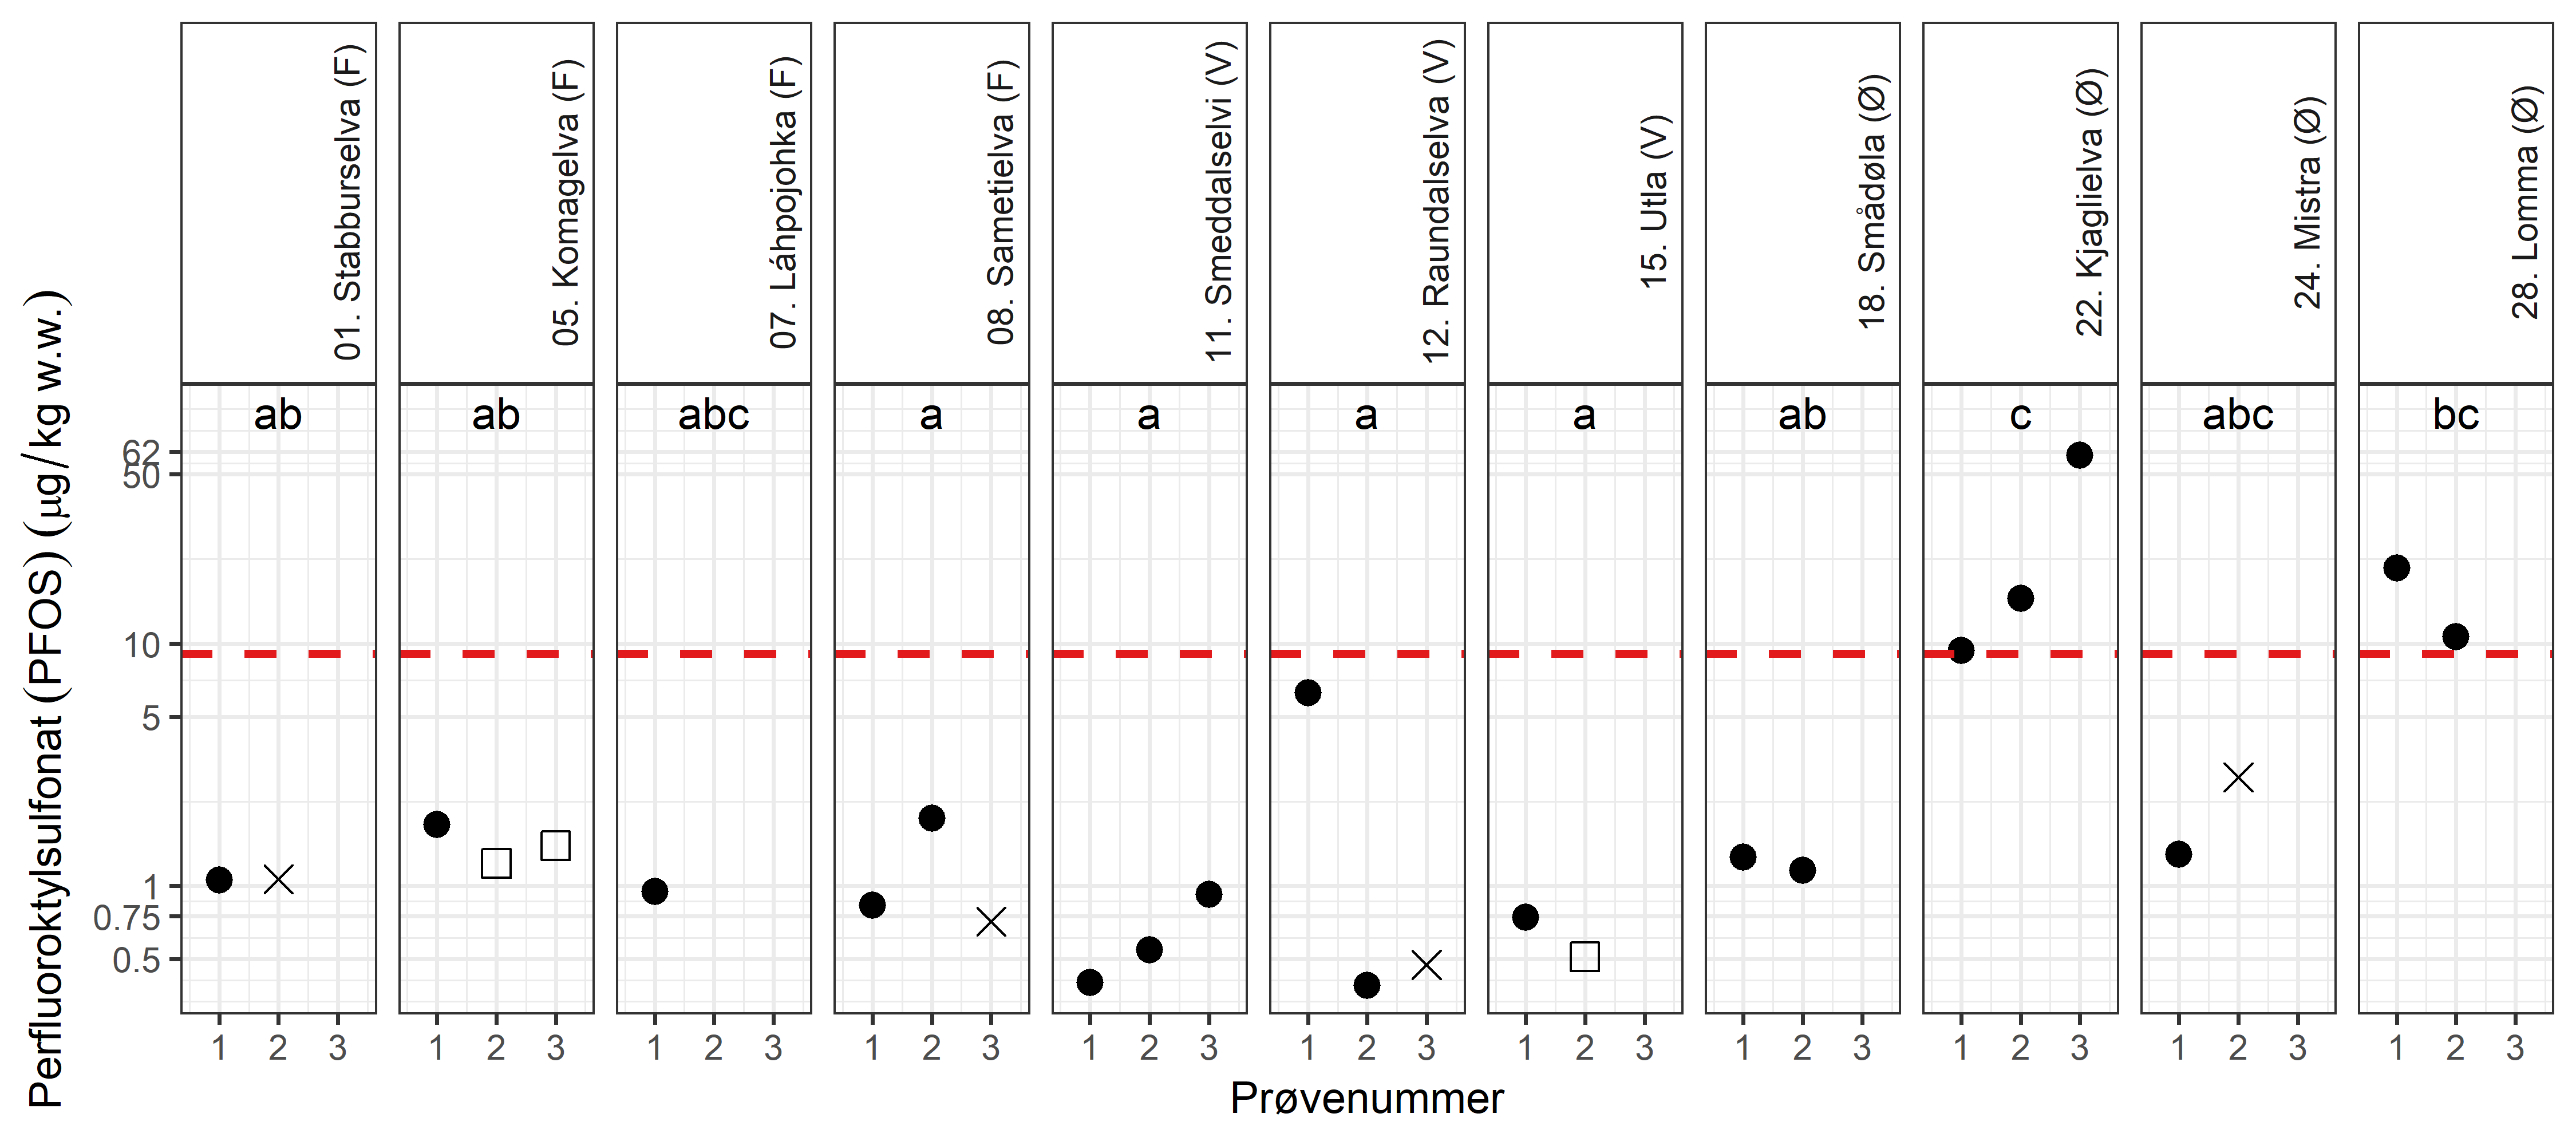 01. Stabburselva (F)
05. Komagelva (F)
07. Láhpojohka (F)
08. Sametielva (F)
11. Smeddalselvi (V)
12. Raundalselva (V)
15. Utla (V)
18. Smådøla (Ø)
22. Kjaglielva (Ø)
24. Mistra (Ø)
28. Lomma (Ø)
ab ab abc a a a a ab c abc bc
Perfluoroktylsulfonat (PFOS) (µg/kg w.w.)
62
50
10
5
1
0.75
0.5
1 2 3 1 2 3 1 2 3 1 2 3 1 2 3 1 2 3 1 2 3 1 2 3 1 2 3 1 2 3 1 2 3
Prøvenummer